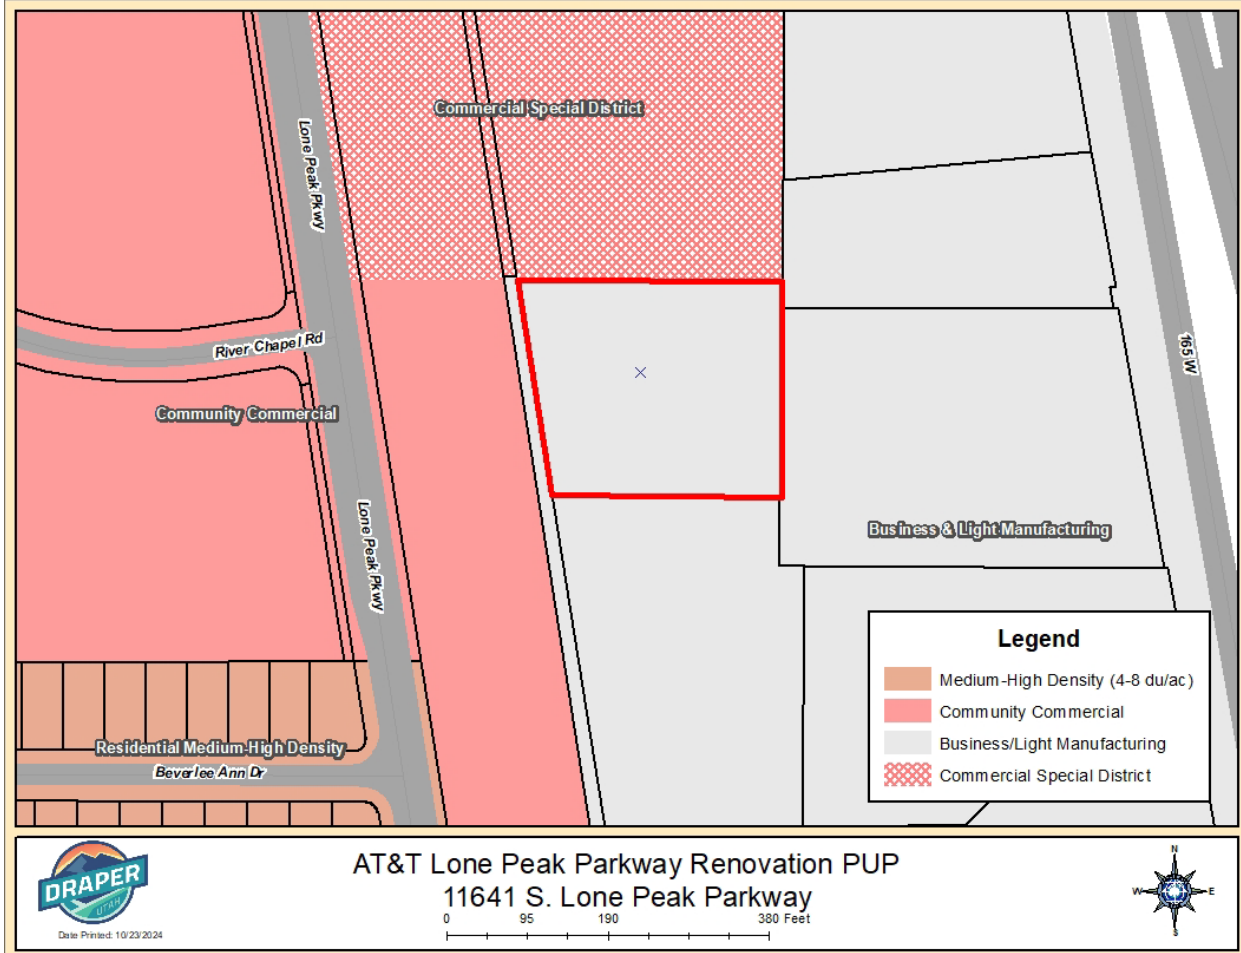 Commercial Special District
Lone Peak Pkwy
River Chapel Rd
165 W
Community Commercial
Lone Peak Pkwy
Business & Light Manufacturing
Legend
Medium-High Density (4-8 du/ac)
Community Commercial
Business/Light Manufacturing
Commercial Special District
Residential Medium-High Density
Beverlee Ann Dr
DRAPER
UTAH
Date Printed: 10/23/2024
AT&T Lone Peak Parkway Renovation PUP
11641 S. Lone Peak Parkway
0 95 190 380 Feet
N
W E
S